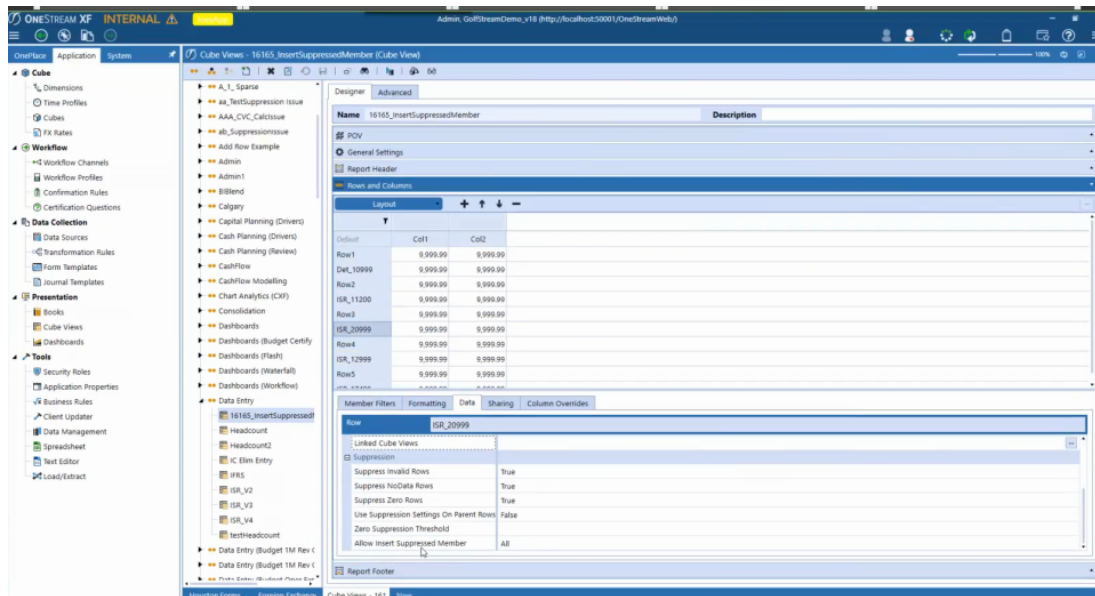 ONESTREAM XF INTERNAL
Admin, GolfStreamDemo_v18 (http://localhost:50001/OneStreamWeb/)
OnePlace Application System
Cube Views - 16165_InsertSuppressedMember (Cube View)
100%
Cube
Dimensions
Time Profiles
Cubes
FX Rates
Workflow
Workflow Channels
Workflow Profiles
Confirmation Rules
Certification Questions
Data Collection
Data Sources
Transformation Rules
Form Templates
Journal Templates
Presentation
Books
Cube Views
Dashboards
Tools
Security Roles
Application Properties
Business Rules
Client Updater
Data Management
Spreadsheet
Text Editor
Load/Extract
A_1_ Sparse
aa_TestSuppression Issue
AAA_CVC_CalcIssue
ab_SuppressionIssue
Add Row Example
Admin
Admin1
BIBlend
Calgary
Capital Planning (Drivers)
Cash Planning (Drivers)
Cash Planning (Review)
CashFlow
CashFlow Modelling
Chart Analytics (CXF)
Consolidation
Dashboards
Dashboards (Budget Certify
Dashboards (Flash)
Dashboards (Waterfall)
Dashboards (Workflow)
Data Entry
16165_InsertSuppressedM
Headcount
Headcount2
IC Elim Entry
IFRS
ISR_V2
ISR_V3
ISR_V4
testHeadcount
Data Entry (Budget 1M Rev C
Data Entry (Budget 1M Rev (
Designer Advanced
Name 16165_InsertSuppressedMember Description
POV
General Settings
Report Header
Rows and Columns
Layout
Default Col1 Col2
Row1 9,999.99 9,999.99
Det_10999 9,999.99 9,999.99
Row2 9,999.99 9,999.99
ISR_11200 9,999.99 9,999.99
Row3 9,999.99 9,999.99
ISR_20999 9,999.99 9,999.99
Row4 9,999.99 9,999.99
ISR_12999 9,999.99 9,999.99
Row5 9,999.99 9,999.99
Member Filters Formatting Data Sharing Column Overrides
Row ISR_20999
Linked Cube Views
Suppression
Suppress Invalid Rows True
Suppress NoData Rows True
Suppress Zero Rows True
Use Suppression Settings On Parent Rows False
Zero Suppression Threshold
Allow Insert Suppressed Member All
Report Footer
Houston Forms Foreign Exchange Cube Views - 161 New